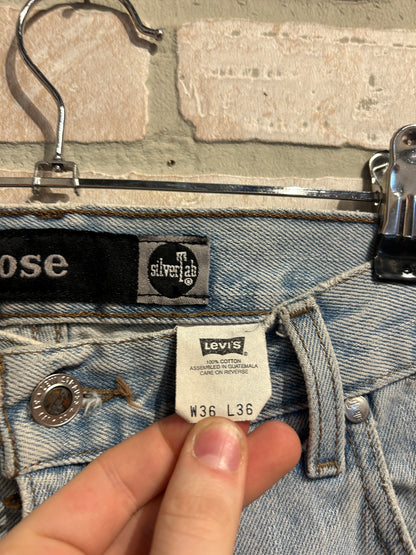 ose
silverTab®
LEVI'S
100% COTTON
ASSEMBLED IN GUATEMALA
CARE ON REVERSE
W36 L36